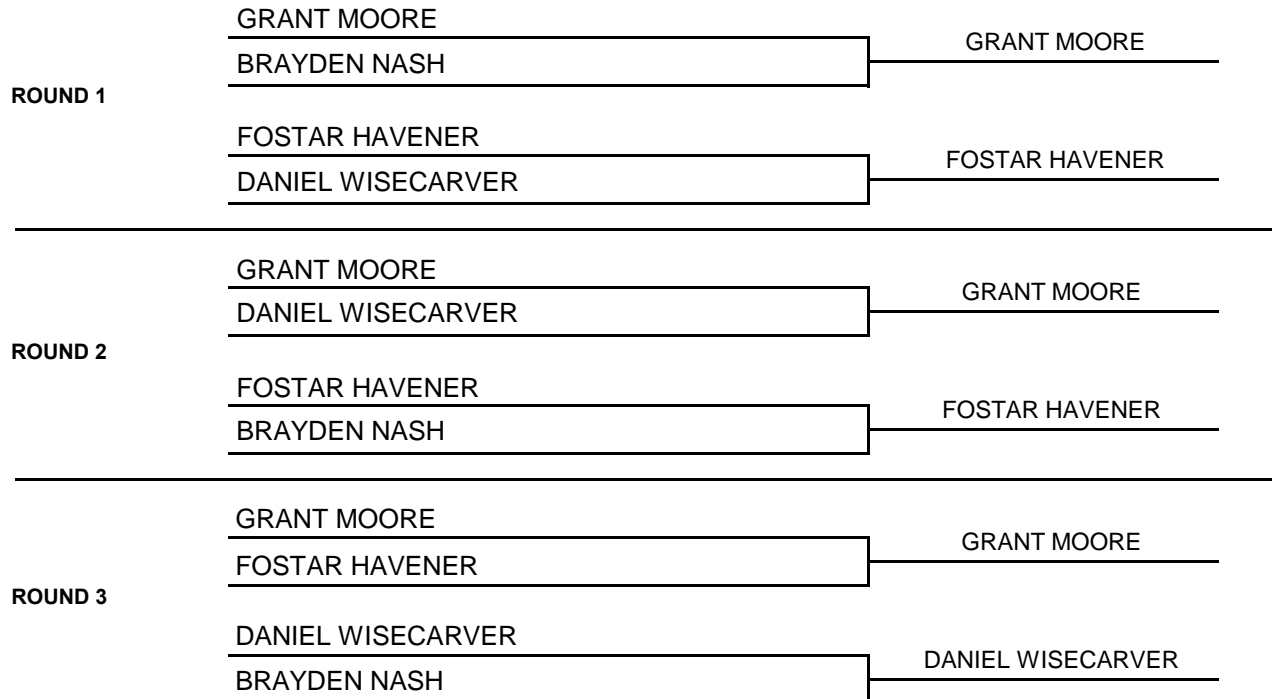 GRANT MOORE
GRANT MOORE
BRAYDEN NASH
ROUND 1
FOSTAR HAVENER
FOSTAR HAVENER
DANIEL WISECARVER
GRANT MOORE
GRANT MOORE
DANIEL WISECARVER
ROUND 2
FOSTAR HAVENER
FOSTAR HAVENER
BRAYDEN NASH
GRANT MOORE
GRANT MOORE
FOSTAR HAVENER
ROUND 3
DANIEL WISECARVER
DANIEL WISECARVER
BRAYDEN NASH